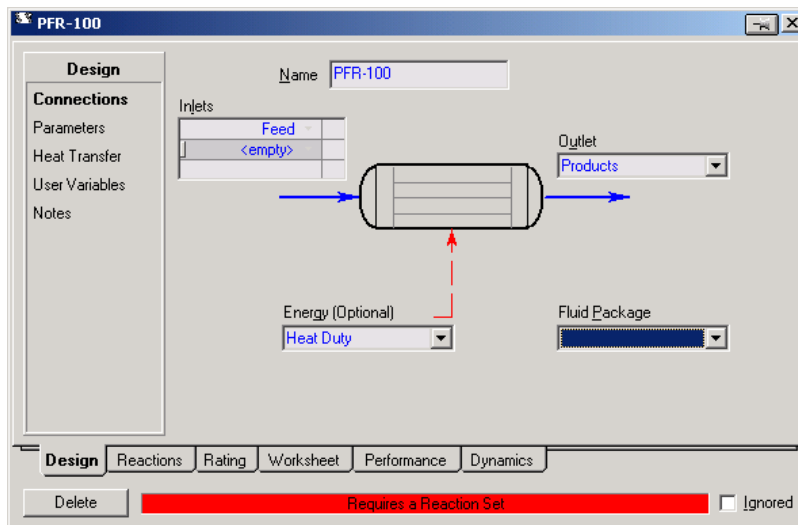 PFR-100
Design
Connections
Parameters
Heat Transfer
User Variables
Notes
Name PFR-100
Inlets
Feed
<empty>
Outlet
Products
Energy (Optional)
Heat Duty
Fluid Package
Design Reactions Rating Worksheet Performance Dynamics
Delete Requires a Reaction Set Ignored